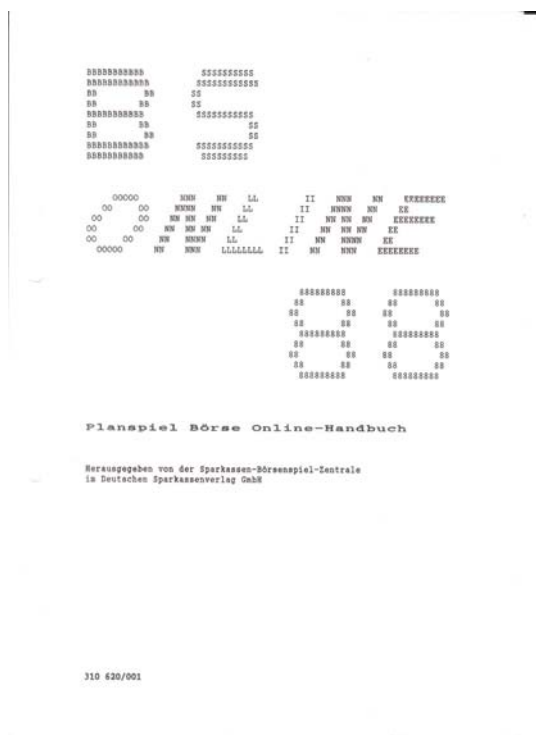 BS
ONLINE
88
Planspiel Börse Online-Handbuch
Herausgegeben von der Sparkassen-Börsenspiel-Zentrale
im Deutschen Sparkassenverlag GmbH
310 620/001